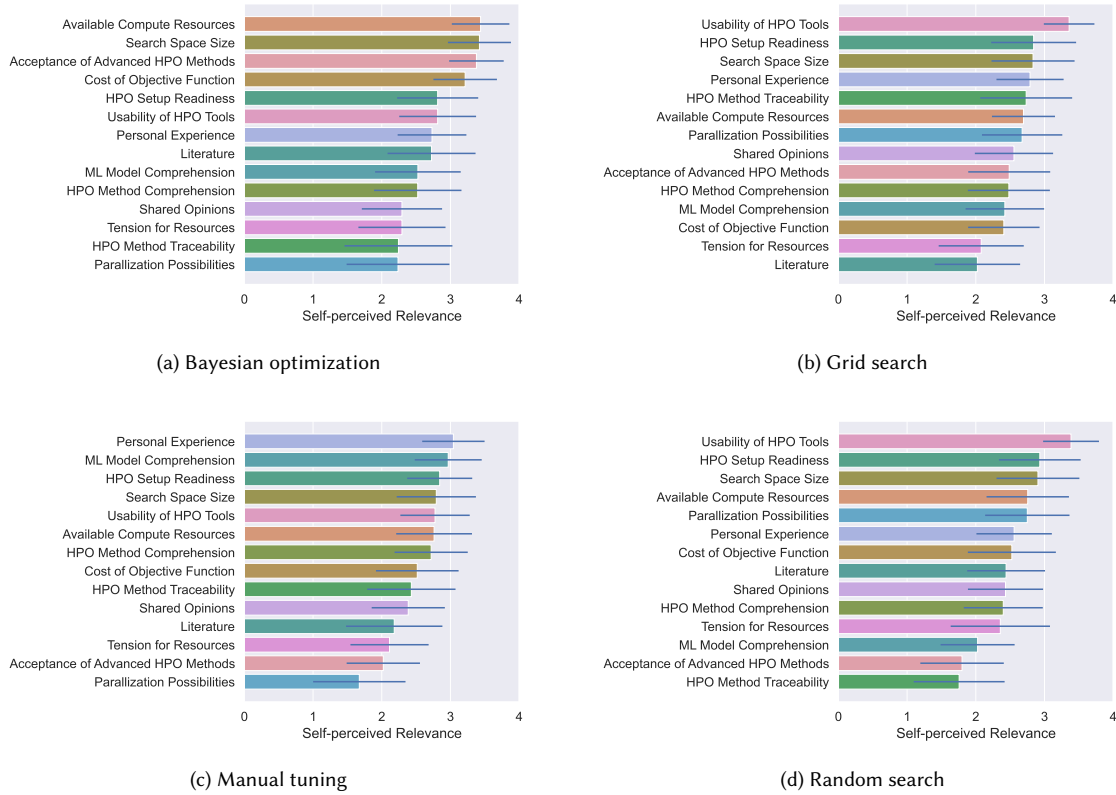 Available Compute Resources
Search Space Size
Acceptance of Advanced HPO Methods
Cost of Objective Function
HPO Setup Readiness
Usability of HPO Tools
Personal Experience
Literature
ML Model Comprehension
HPO Method Comprehension
Shared Opinions
Tension for Resources
HPO Method Traceability
Parallization Possibilities
0 1 2 3 4
Self-perceived Relevance
(a) Bayesian optimization
Usability of HPO Tools
HPO Setup Readiness
Search Space Size
Personal Experience
HPO Method Traceability
Available Compute Resources
Parallization Possibilities
Shared Opinions
Acceptance of Advanced HPO Methods
HPO Method Comprehension
ML Model Comprehension
Cost of Objective Function
Tension for Resources
Literature
0 1 2 3 4
Self-perceived Relevance
(b) Grid search
Personal Experience
ML Model Comprehension
HPO Setup Readiness
Search Space Size
Usability of HPO Tools
Available Compute Resources
HPO Method Comprehension
Cost of Objective Function
HPO Method Traceability
Shared Opinions
Literature
Tension for Resources
Acceptance of Advanced HPO Methods
Parallization Possibilities
0 1 2 3 4
Self-perceived Relevance
(c) Manual tuning
Usability of HPO Tools
HPO Setup Readiness
Search Space Size
Available Compute Resources
Parallization Possibilities
Personal Experience
Cost of Objective Function
Literature
Shared Opinions
HPO Method Comprehension
Tension for Resources
ML Model Comprehension
Acceptance of Advanced HPO Methods
HPO Method Traceability
0 1 2 3 4
Self-perceived Relevance
(d) Random search